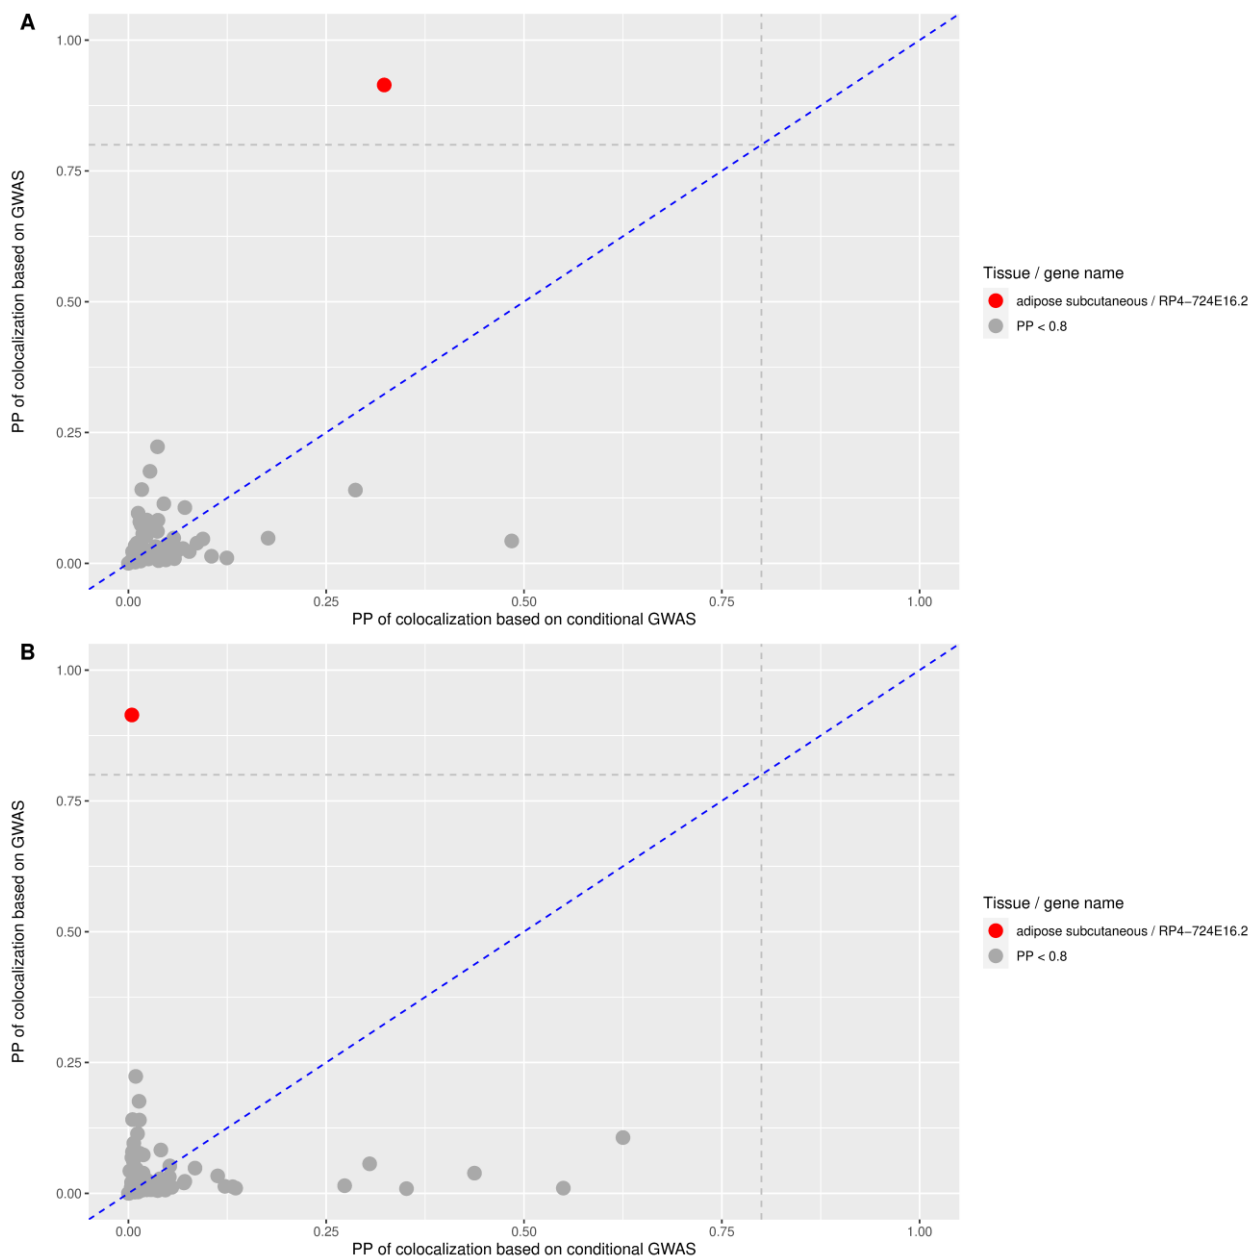 A
1.00
0.75
0.50
0.25
0.00
PP of colocalization based on GWAS
0.00 0.25 0.50 0.75 1.00
PP of colocalization based on conditional GWAS
Tissue / gene name
adipose subcutaneous / RP4−724E16.2
PP < 0.8
B
1.00
0.75
0.50
0.25
0.00
PP of colocalization based on GWAS
0.00 0.25 0.50 0.75 1.00
PP of colocalization based on conditional GWAS
Tissue / gene name
adipose subcutaneous / RP4−724E16.2
PP < 0.8